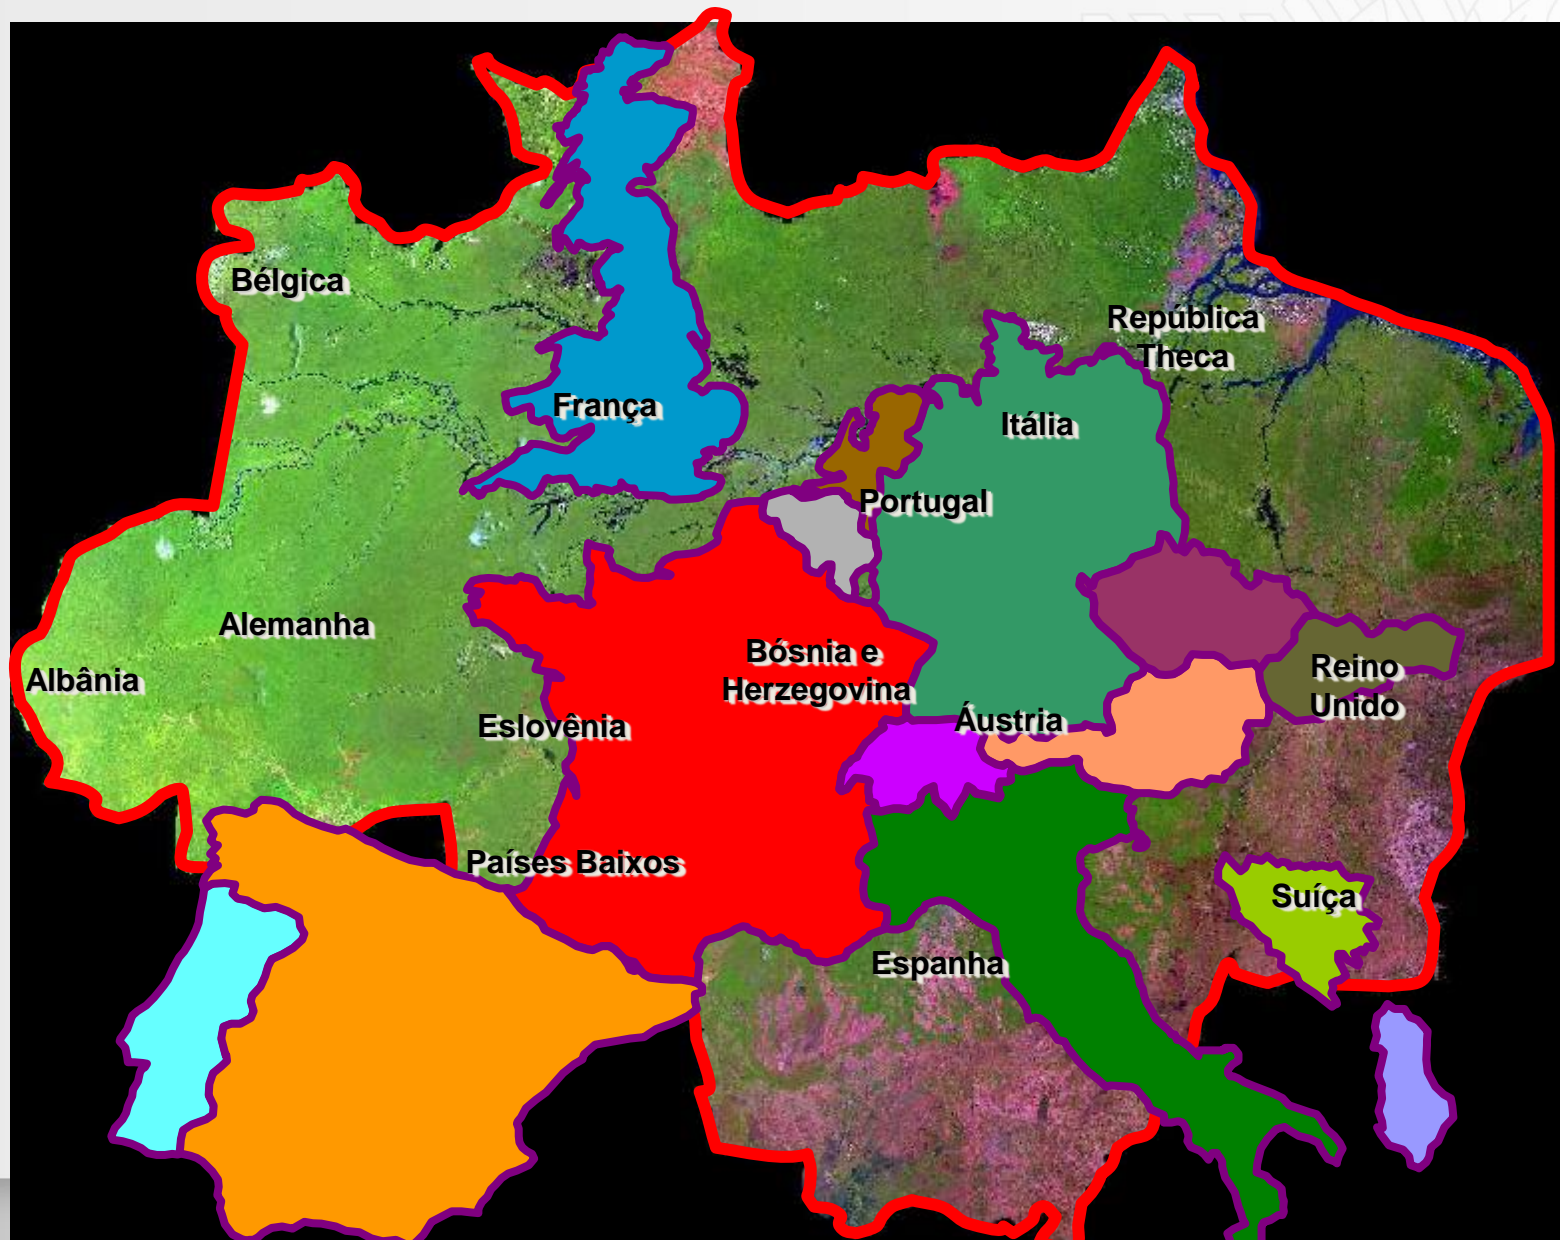 Bélgica
República
Theca
França
Itália
Portugal
Alemanha
Bósnia e
Herzegovina
Reino
Unido
Albânia
Eslovênia
Áustria
Países Baixos
Suíça
Espanha